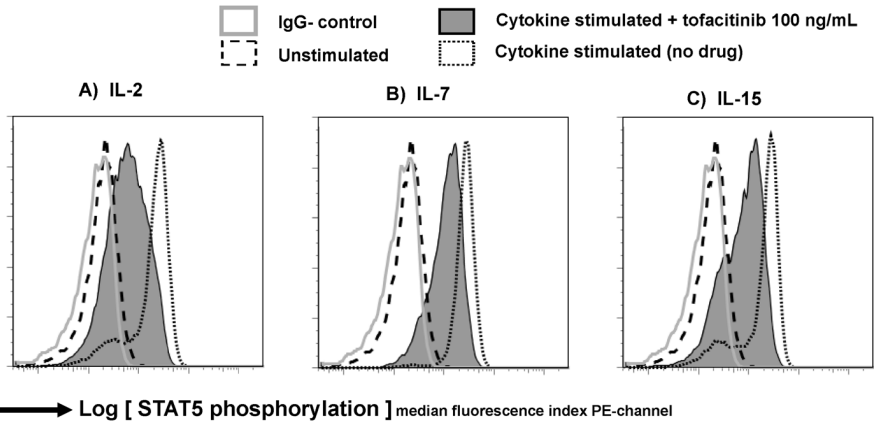 IgG- control
Cytokine stimulated + tofacitinib 100 ng/mL
Unstimulated
Cytokine stimulated (no drug)
A) IL-2
B) IL-7
C) IL-15
Log [ STAT5 phosphorylation ] median fluorescence index PE-channel